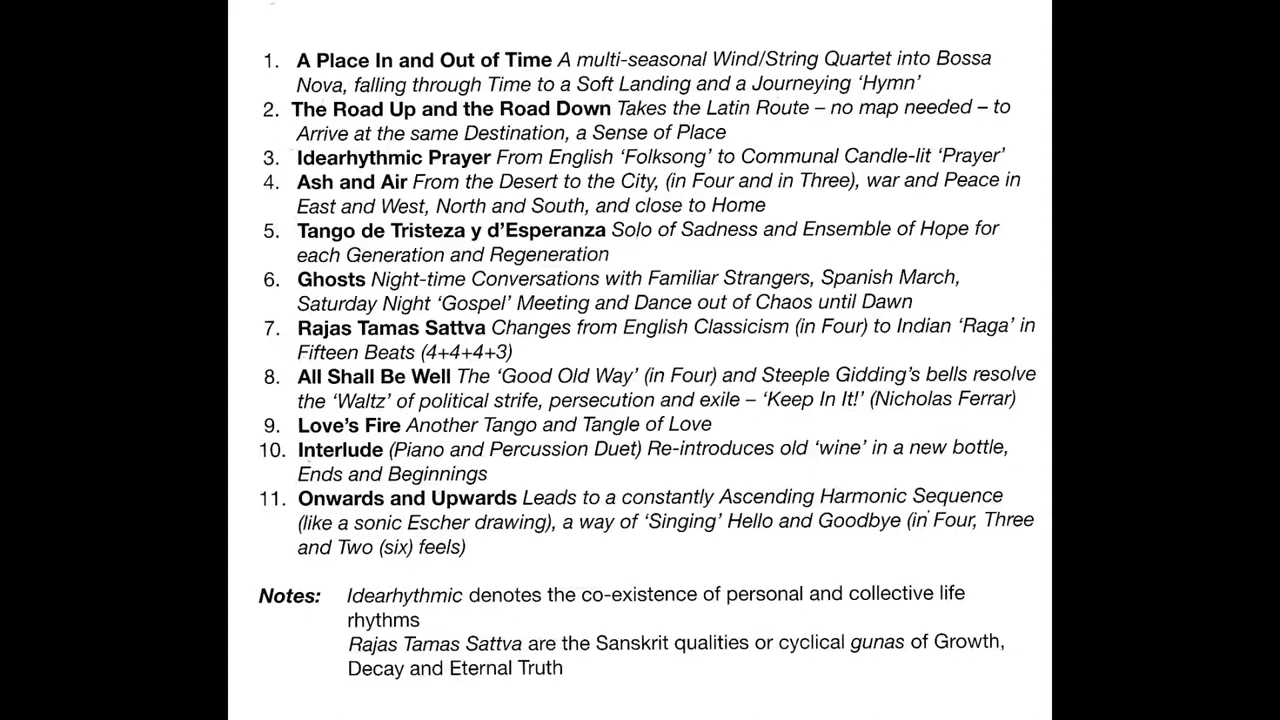 1. A Place In and Out of Time A multi-seasonal Wind/String Quartet into Bossa
Nova, falling through Time to a Soft Landing and a Journeying ‘Hymn’
2. The Road Up and the Road Down Takes the Latin Route – no map needed – to
Arrive at the same Destination, a Sense of Place
3. Idearhythmic Prayer From English ‘Folksong’ to Communal Candle-lit ‘Prayer’
4. Ash and Air From the Desert to the City, (in Four and in Three), war and Peace in
East and West, North and South, and close to Home
5. Tango de Tristeza y d’Esperanza Solo of Sadness and Ensemble of Hope for
each Generation and Regeneration
6. Ghosts Night-time Conversations with Familiar Strangers, Spanish March,
Saturday Night ‘Gospel’ Meeting and Dance out of Chaos until Dawn
7. Rajas Tamas Sattva Changes from English Classicism (in Four) to Indian ‘Raga’ in
Fifteen Beats (4+4+4+3)
8. All Shall Be Well The ‘Good Old Way’ (in Four) and Steeple Gidding’s bells resolve
the ‘Waltz’ of political strife, persecution and exile – ‘Keep In It!’ (Nicholas Ferrar)
9. Love’s Fire Another Tango and Tangle of Love
10. Interlude (Piano and Percussion Duet) Re-introduces old ‘wine’ in a new bottle,
Ends and Beginnings
11. Onwards and Upwards Leads to a constantly Ascending Harmonic Sequence
(like a sonic Escher drawing), a way of ‘Singing’ Hello and Goodbye (in Four, Three
and Two (six) feels)
Notes: Idearhythmic denotes the co-existence of personal and collective life
rhythms
Rajas Tamas Sattva are the Sanskrit qualities or cyclical gunas of Growth,
Decay and Eternal Truth